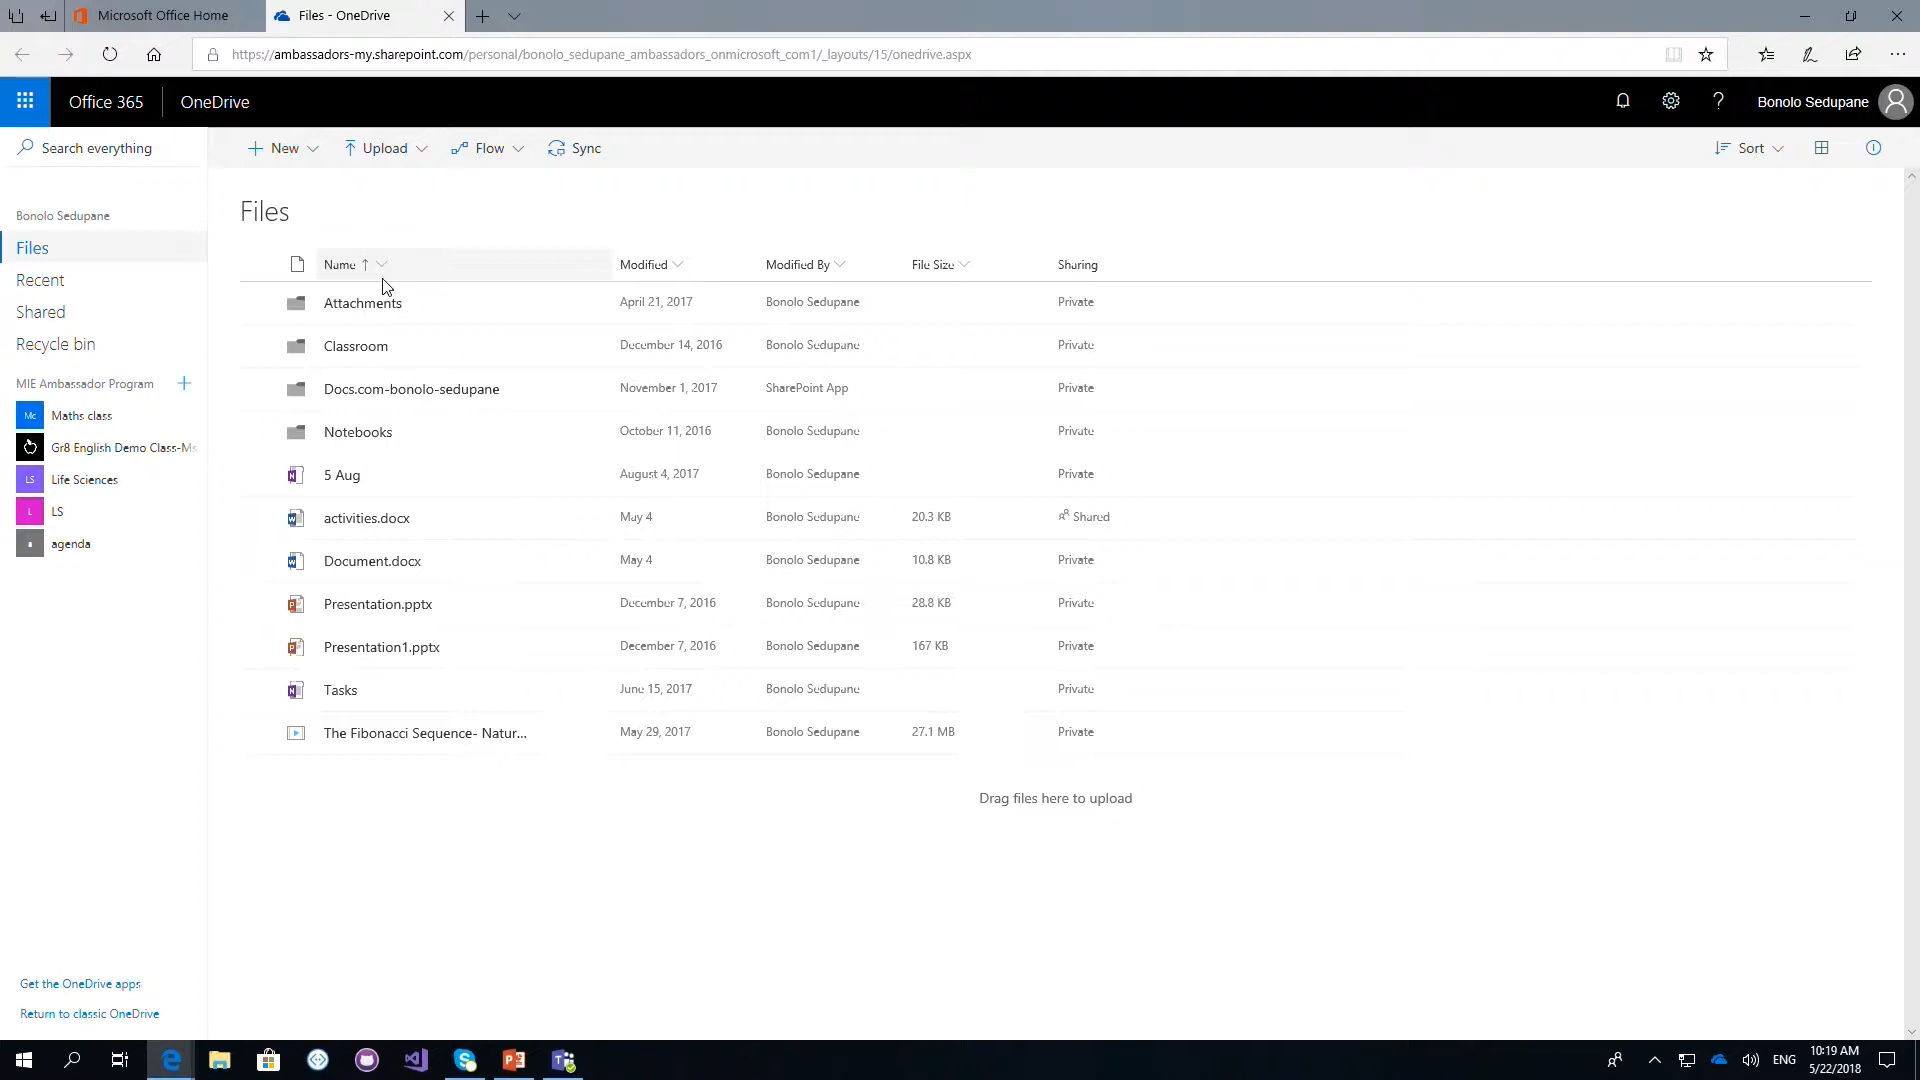 Microsoft Office Home
Files - OneDrive
https://ambassadors-my.sharepoint.com/personal/bonolo_sedupane_ambassadors_onmicrosoft_com1/_layouts/15/onedrive.aspx
Office 365 OneDrive ? Bonolo Sedupane
Search everything New Upload Flow Sync Sort
Files
Bonolo Sedupane
Files
Recent
Shared
Recycle bin
MIE Ambassador Program
Mc Maths class
Gr8 English Demo Class-Ms
LS Life Sciences
L LS
agenda
Get the OneDrive apps
Return to classic OneDrive
Name Modified Modified By File Size Sharing
Attachments April 21, 2017 Bonolo Sedupane Private
Classroom December 14, 2016 Bonolo Sedupane Private
Docs.com-bonolo-sedupane November 1, 2017 SharePoint App Private
Notebooks October 11, 2016 Bonolo Sedupane Private
5 Aug August 4, 2017 Bonolo Sedupane Private
activities.docx May 4 Bonolo Sedupane 20.3 KB Shared
Document.docx May 4 Bonolo Sedupane 10.8 KB Private
Presentation.pptx December 7, 2016 Bonolo Sedupane 28.8 KB Private
Presentation1.pptx December 7, 2016 Bonolo Sedupane 167 KB Private
Tasks June 15, 2017 Bonolo Sedupane Private
The Fibonacci Sequence- Natur... May 29, 2017 Bonolo Sedupane 27.1 MB Private
Drag files here to upload
ENG
10:19 AM
5/22/2018